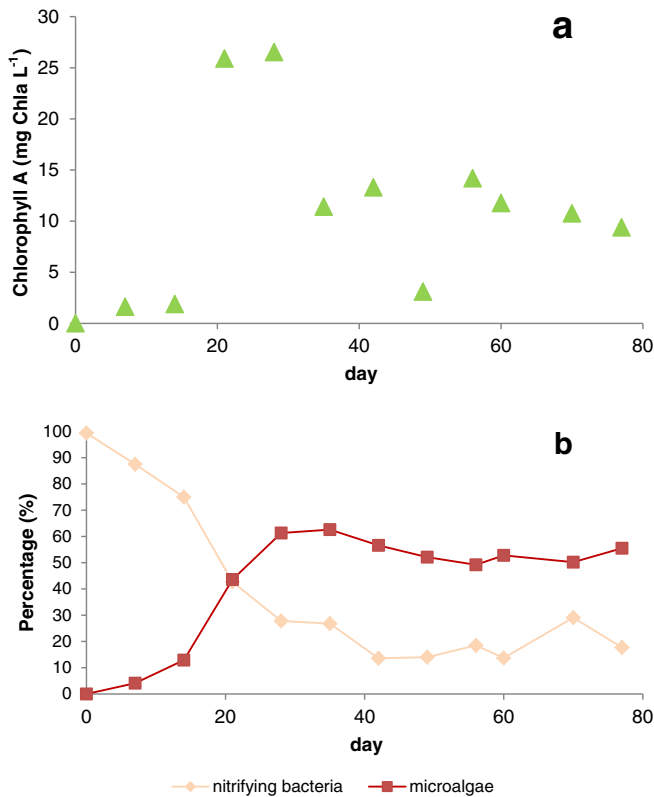 a
30
25
20
15
10
5
0
Chlorophyll A (mg Chla L⁻¹)
0 20 40 60 80
day
b
100
90
80
70
60
50
40
30
20
10
0
Percentage (%)
0 20 40 60 80
day
nitrifying bacteria microalgae